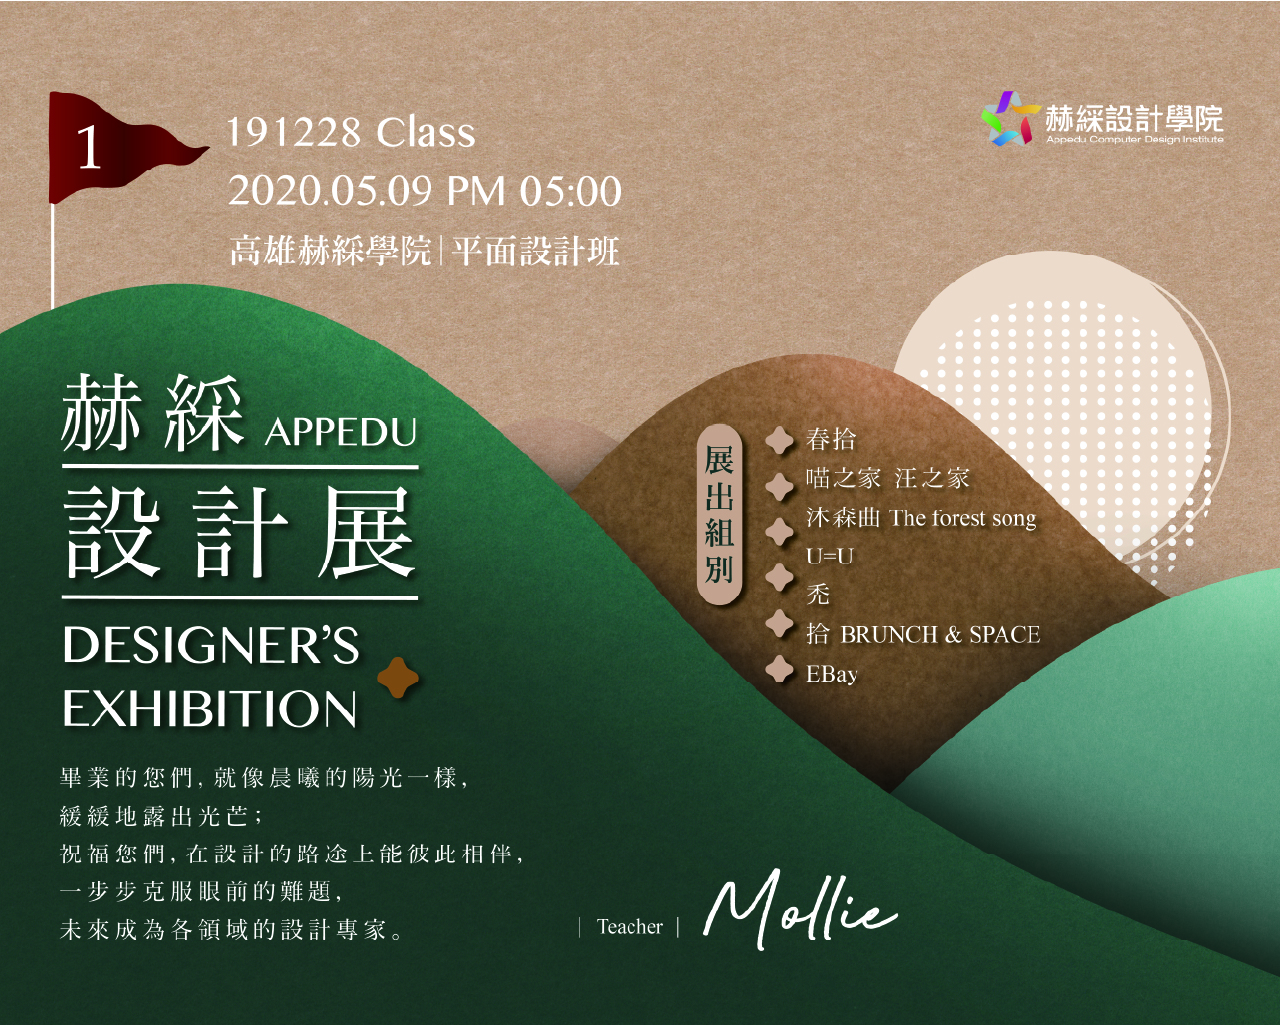 1
191228 Class
2020.05.09 PM 05:00
高雄赫綵學院|平面設計班
赫綵設計學院
Appedu Computer Design Institute
赫綵 APPEDU
設計展
DESIGNER'S
EXHIBITION
展出組別
春拾
喵之家 汪之家
沐森曲 The forest song
U=U
禿
拾 BRUNCH & SPACE
EBay
畢業的您們, 就像晨曦的陽光一樣,
緩緩地露出光芒;
祝福您們, 在設計的路途上能彼此相伴,
一步步克服眼前的難題,
未來成為各領域的設計專家。
| Teacher | Mollie